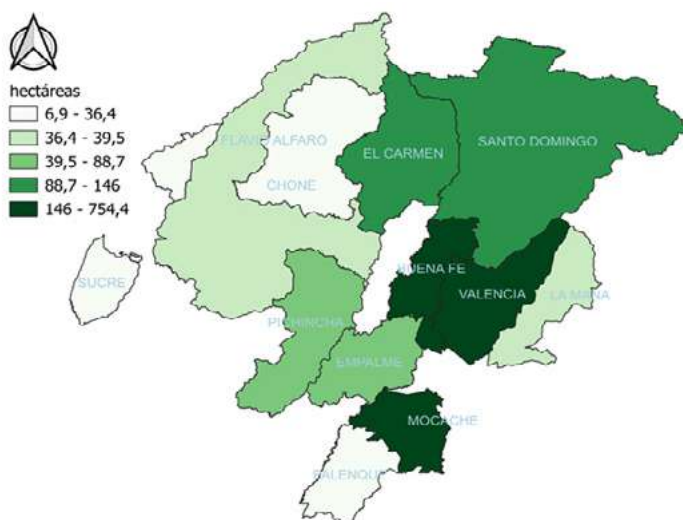 hectáreas
6,9 - 36,4
36,4 - 39,5
39,5 - 88,7
88,7 - 146
146 - 754,4
FLAVIO ALFARO
CHONE
EL CARMEN
SANTO DOMINGO
SUCRE
BUENA FE
VALENCIA
LA MANA
PICHINCHA
EMPALME
MOCACHE
PALENQUE